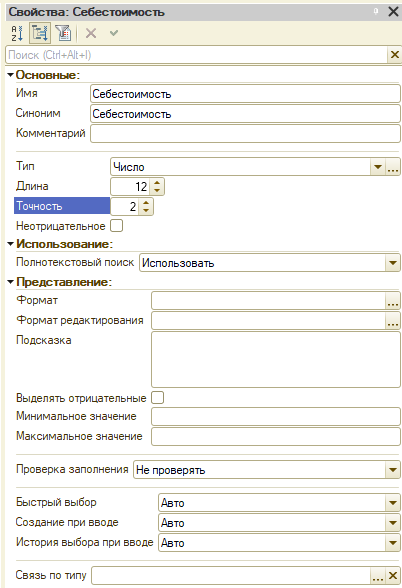 Свойства: Себестоимость
Поиск (Ctrl+Alt+I)
Основные:
Имя Себестоимость
Синоним Себестоимость
Комментарий
Тип Число
Длина 12
Точность 2
Неотрицательное
Использование:
Полнотекстовый поиск Использовать
Представление:
Формат
Формат редактирования
Подсказка
Выделять отрицательные
Минимальное значение
Максимальное значение
Проверка заполнения Не проверять
Быстрый выбор Авто
Создание при вводе Авто
История выбора при вводе Авто
Связь по типу